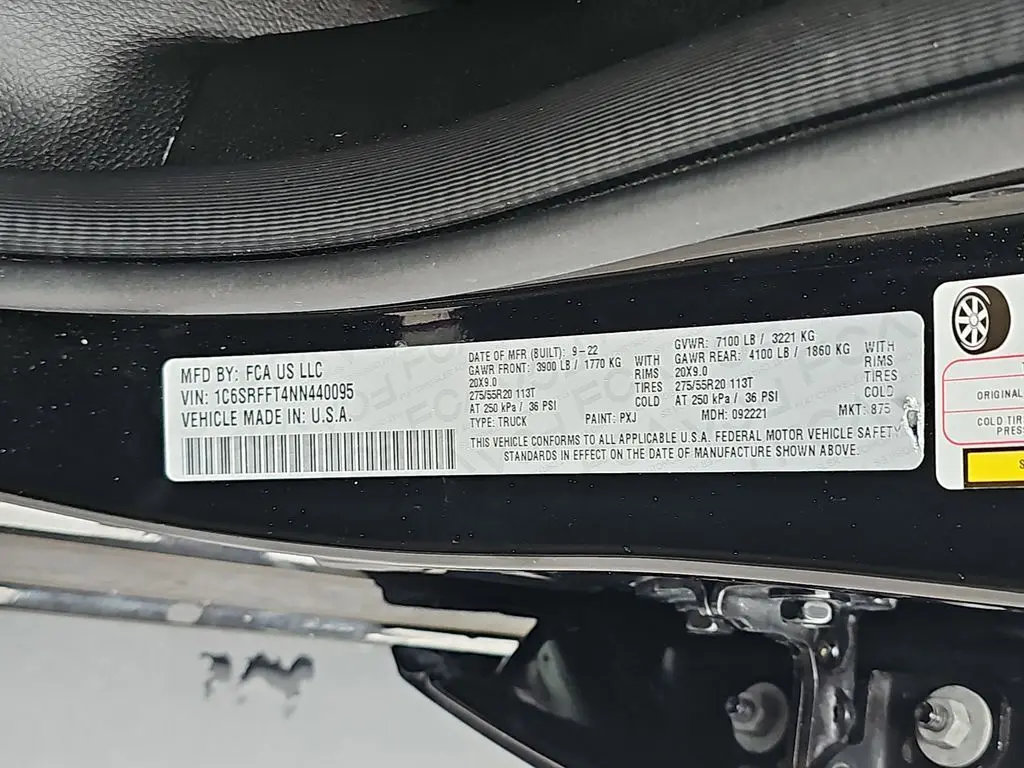 MFD BY: FCA US LLC
VIN: 1C6SRFFT4NN440095
VEHICLE MADE IN U.S.A.
DATE OF MFR (BUILT): 9-22
GAWR FRONT: 3900 LB / 1770 KG WITH
20X9.0 RIMS
275/55R20 113T TIRES
AT 250 kPa / 36 PSI COLD
TYPE: TRUCK PAINT: PXJ MDH: 092221 MKT: 875
GVWR: 7100 LB / 3221 KG
GAWR REAR: 4100 LB / 1860 KG WITH
20X9.0 RIMS
275/55R20 113T TIRES
AT 250 kPa / 36 PSI COLD
THIS VEHICLE CONFORMS TO ALL APPLICABLE U.S.A. FEDERAL MOTOR VEHICLE SAFETY
STANDARDS IN EFFECT ON THE DATE OF MANUFACTURE SHOWN ABOVE.
ORIGINAL
COLD TIR
PRES
S